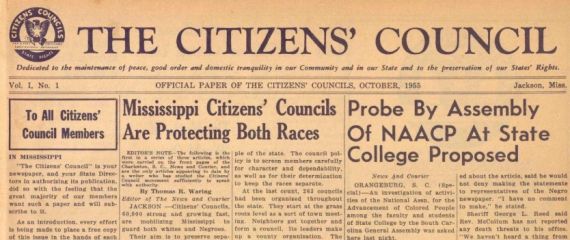 CITIZENS' COUNCILS
STATES RIGHTS
THE CITIZENS' COUNCIL
Dedicated to the maintenance of peace, good order and domestic tranquility in our Community and in our State and to the preservation of our States' Rights.
Vol. I, No. 1 OFFICIAL PAPER OF THE CITIZENS' COUNCILS, OCTOBER, 1955 Jackson, Miss.
To All Citizens'
Council Members
IN MISSISSIPPI
"The Citizens' Council" is your
newspaper, and your State Direc-
tors in authorizing its publication
did so with the feeling that the
great majority of our members
want such a paper and will sub-
scribe to it.
As an introduction, every effort
is being made to place a free copy
of this issue in the hands of each
Mississippi Citizens' Councils
Are Protecting Both Races
EDITOR'S NOTE—The following is the
first in a series of three articles, which
were carried on the front pages of the
Charleston, S. C., News and Courier, and
are the only articles appearing to date by
a writer who has studied the Citizens'
Council movement sufficiently to speak
with authority.
By Thomas R. Waring
Editor of The News and Courier
JACKSON —Citizens' Councils,
60,000 strong and growing fast,
are mobilizing Mississippi to
guard both whites and Negroes.
Their aim is to preserve sepa-
ple of the state. The council pol-
icy is to screen members carefully
for character and dependability,
as well as for their determination
to keep the races separate.
At the last count, 253 councils
had been organized throughout
the state. They start at the grass
roots level as a sort of town meet-
ing. Neighbors get together and
form a council. Its leaders make
up a county organization. The
Probe By Assembly
Of NAACP At State
College Proposed
News And Courier
ORANGEBURG, S. C. (Spe-
cial)—An investigation of activi-
ties of the National Assn. for the
Advancement of Colored People
among the faculty and students
of State College by the South Car-
olina General Assembly was asked
here last night.
ed about the article, said he would
not deny making the statements
to representatives of the Negro
newspaper. "I have no comment
to make," he stated.
Sheriff George L. Reed said
Rev. McCollum has not reported
any death threats to his office.
"We haven't heard a thing from